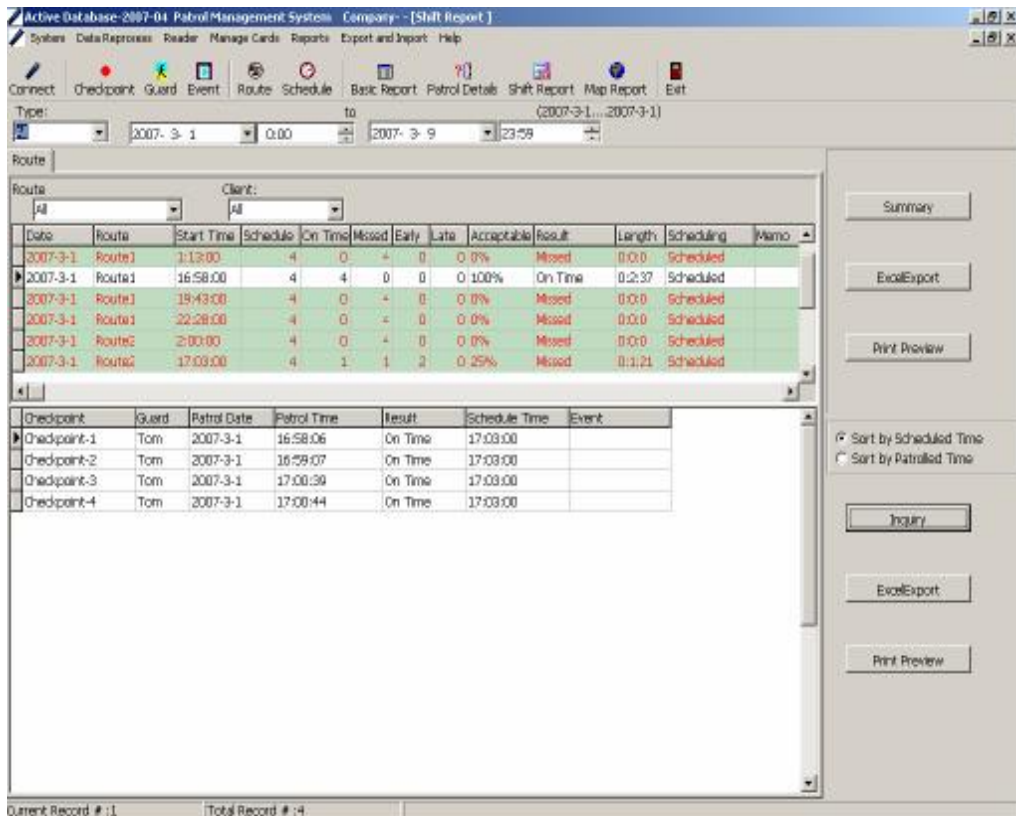 Active Database-2007-04 Patrol Management System Company- - [Shift Report ]
System Data Reprocess Reader Manage Cards Reports Export and Import Help
Connect Checkpoint Guard Event Route Schedule Basic Report Patrol Details Shift Report Map Report Exit
Type: to (2007-3-1....2007-3-1)
All 2007- 3- 1 0:00 2007- 3- 9 23:59
Route
Route Client:
All All
Date Route Start Time Schedule On Time Missed Early Late Acceptable Result Length Scheduling Memo
2007-3-1 Route1 1:13:00 4 0 4 0 0 0% Missed 0:0:0 Scheduled
2007-3-1 Route1 16:58:00 4 4 0 0 0 100% On Time 0:2:37 Scheduled
2007-3-1 Route1 19:43:00 4 0 4 0 0 0% Missed 0:0:0 Scheduled
2007-3-1 Route1 22:28:00 4 0 4 0 0 0% Missed 0:0:0 Scheduled
2007-3-1 Route2 2:00:00 4 0 4 0 0 0% Missed 0:0:0 Scheduled
2007-3-1 Route2 17:03:00 4 1 1 2 0 25% Missed 0:1:21 Scheduled
Checkpoint Guard Patrol Date Patrol Time Result Schedule Time Event
Checkpoint-1 Tom 2007-3-1 16:58:06 On Time 17:03:00
Checkpoint-2 Tom 2007-3-1 16:59:07 On Time 17:03:00
Checkpoint-3 Tom 2007-3-1 17:00:39 On Time 17:03:00
Checkpoint-4 Tom 2007-3-1 17:00:44 On Time 17:03:00
Summary
ExcelExport
Print Preview
Sort by Scheduled Time
Sort by Patrolled Time
Inquiry
ExcelExport
Print Preview
Current Record # :1 Total Record # :4